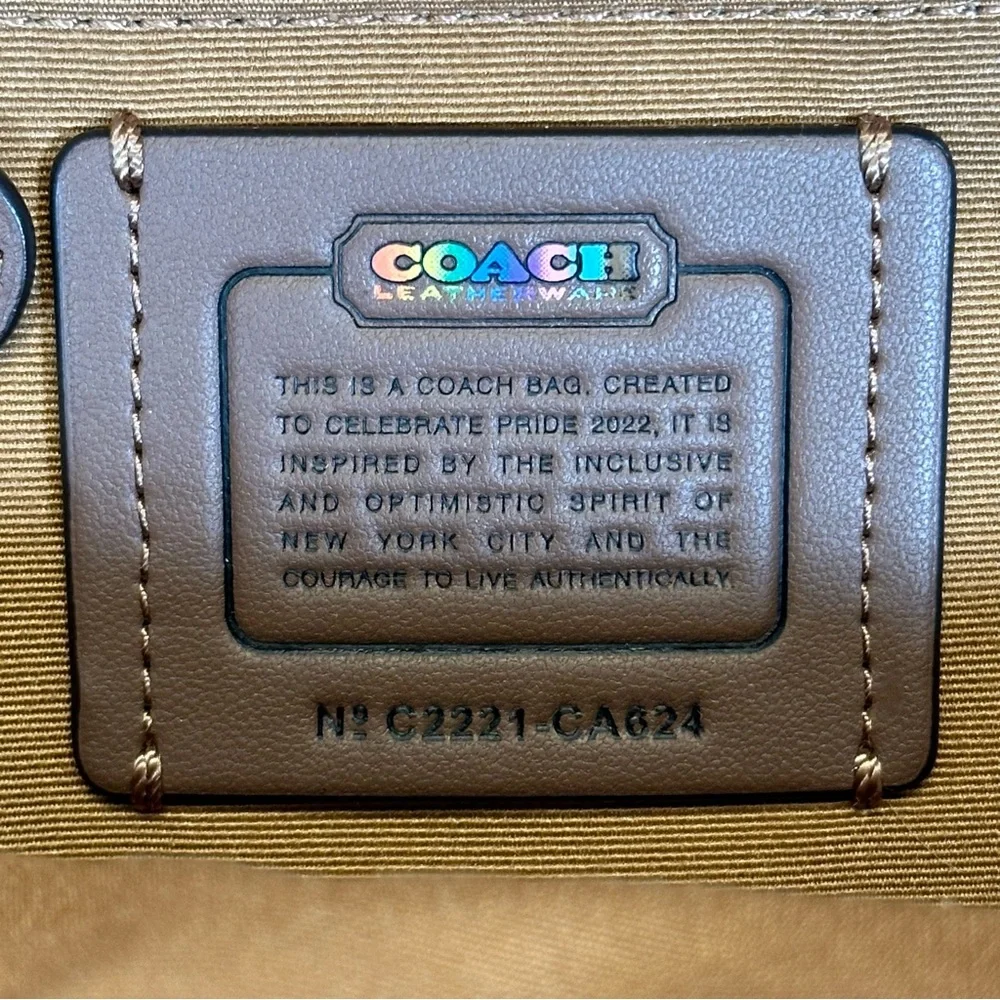 COACH
LEATHERWARE
THIS IS A COACH BAG. CREATED
TO CELEBRATE PRIDE 2022, IT IS
INSPIRED BY THE INCLUSIVE
AND OPTIMISTIC SPIRIT OF
NEW YORK CITY AND THE
COURAGE TO LIVE AUTHENTICALLY.
Nº C2221-CA624